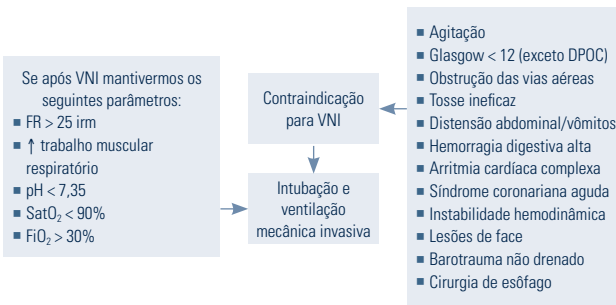 Se após VNI mantivermos os
seguintes parâmetros:
■ FR > 25 irm
■ ↑ trabalho muscular
respiratório
■ pH < 7,35
■ SatO₂ < 90%
■ FiO₂ > 30%
Contraindicação
para VNI
Intubação e
ventilação
mecânica invasiva
■ Agitação
■ Glasgow < 12 (exceto DPOC)
■ Obstrução das vias aéreas
■ Tosse ineficaz
■ Distensão abdominal/vômitos
■ Hemorragia digestiva alta
■ Arritmia cardíaca complexa
■ Síndrome coronariana aguda
■ Instabilidade hemodinâmica
■ Lesões de face
■ Barotrauma não drenado
■ Cirurgia de esôfago